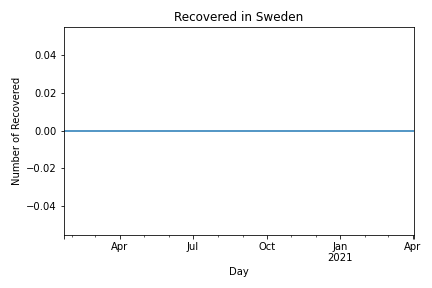 Recovered in Sweden
0.04
0.02
0.00
−0.02
−0.04
Number of Recovered
Apr
Jul
Oct
Jan
2021
Apr
Day